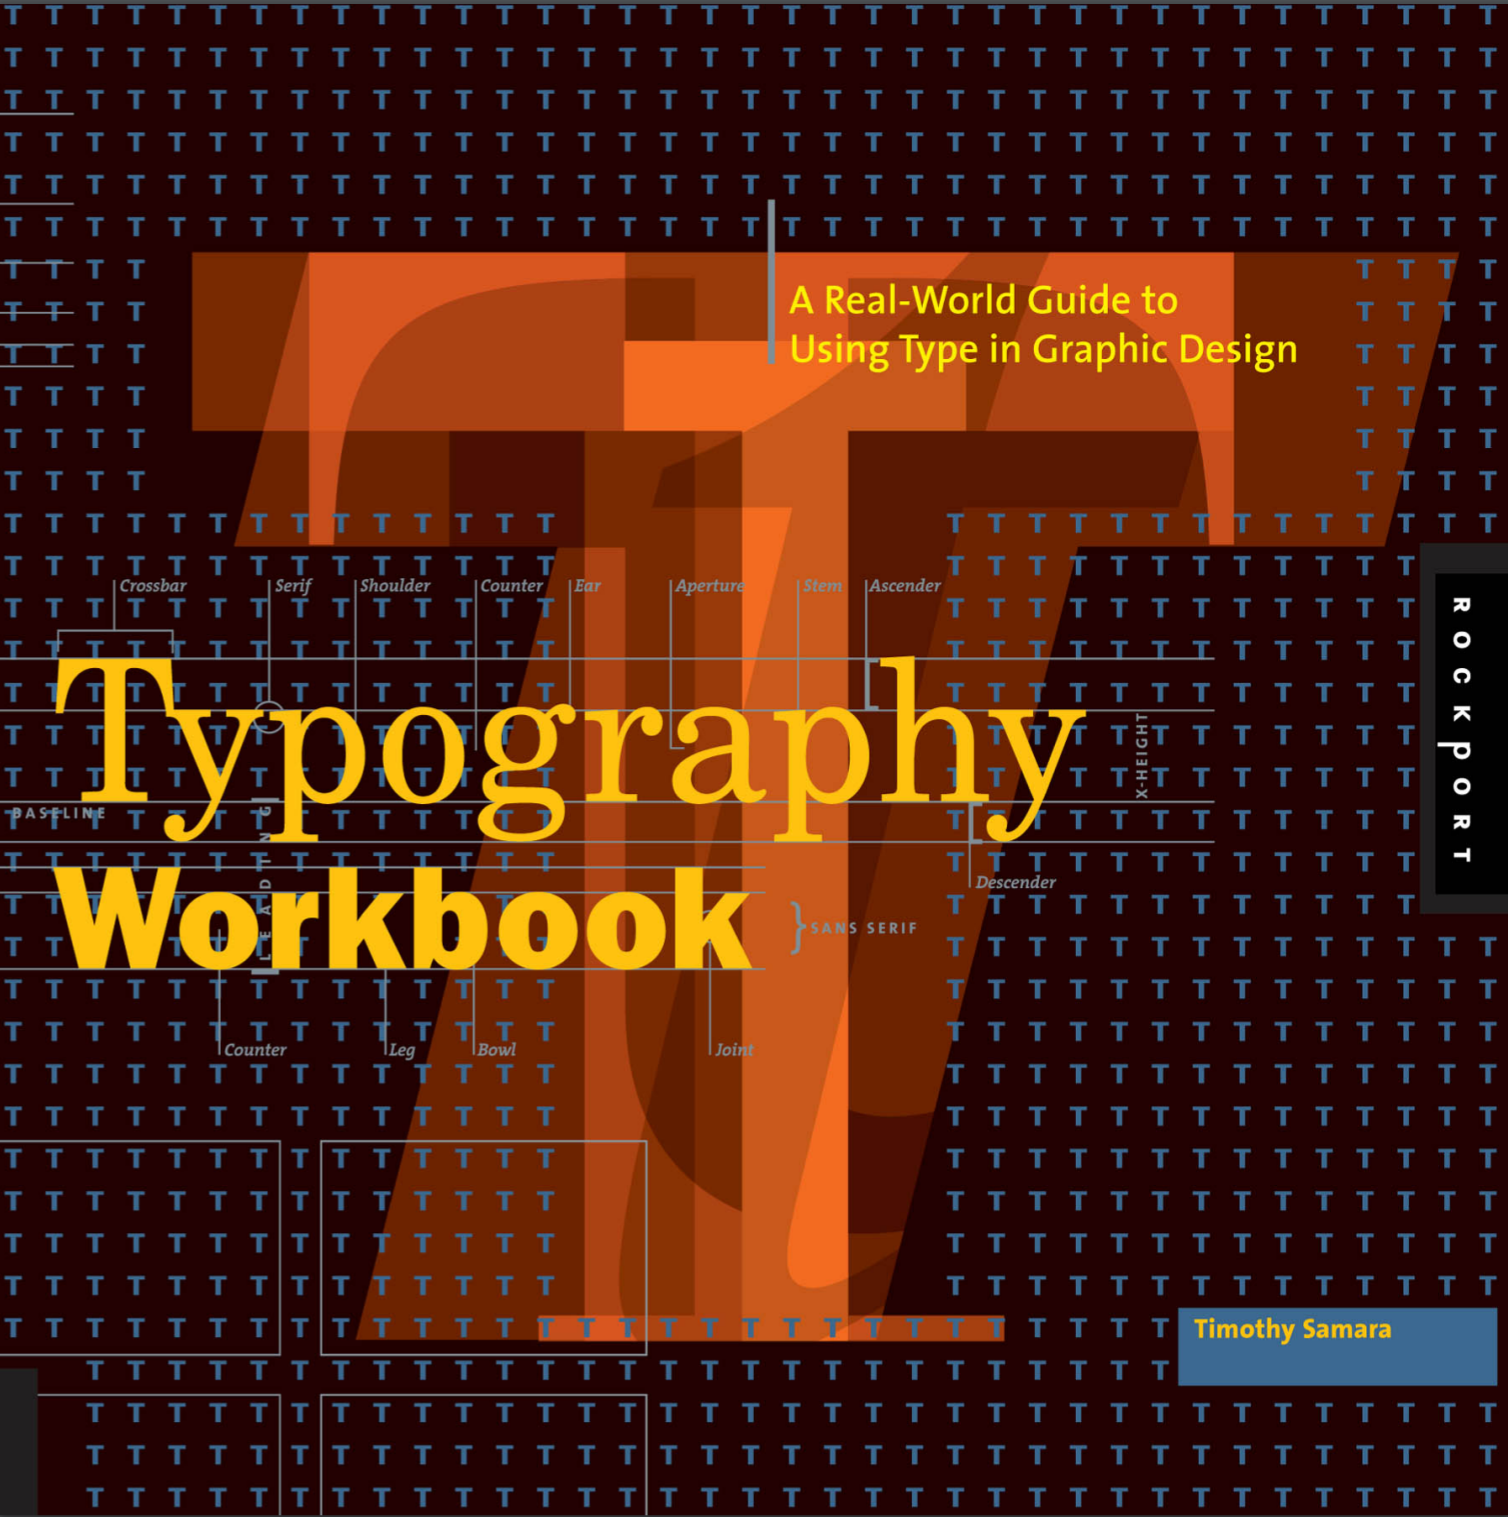 A Real-World Guide to
Using Type in Graphic Design
Crossbar
Serif
Shoulder
Counter
Ear
Aperture
Stem
Ascender
Typography
X-HEIGHT
BASELINE
LEADING
Descender
Workbook
SANS SERIF
Counter
Leg
Bowl
Joint
ROCKPORT
Timothy Samara